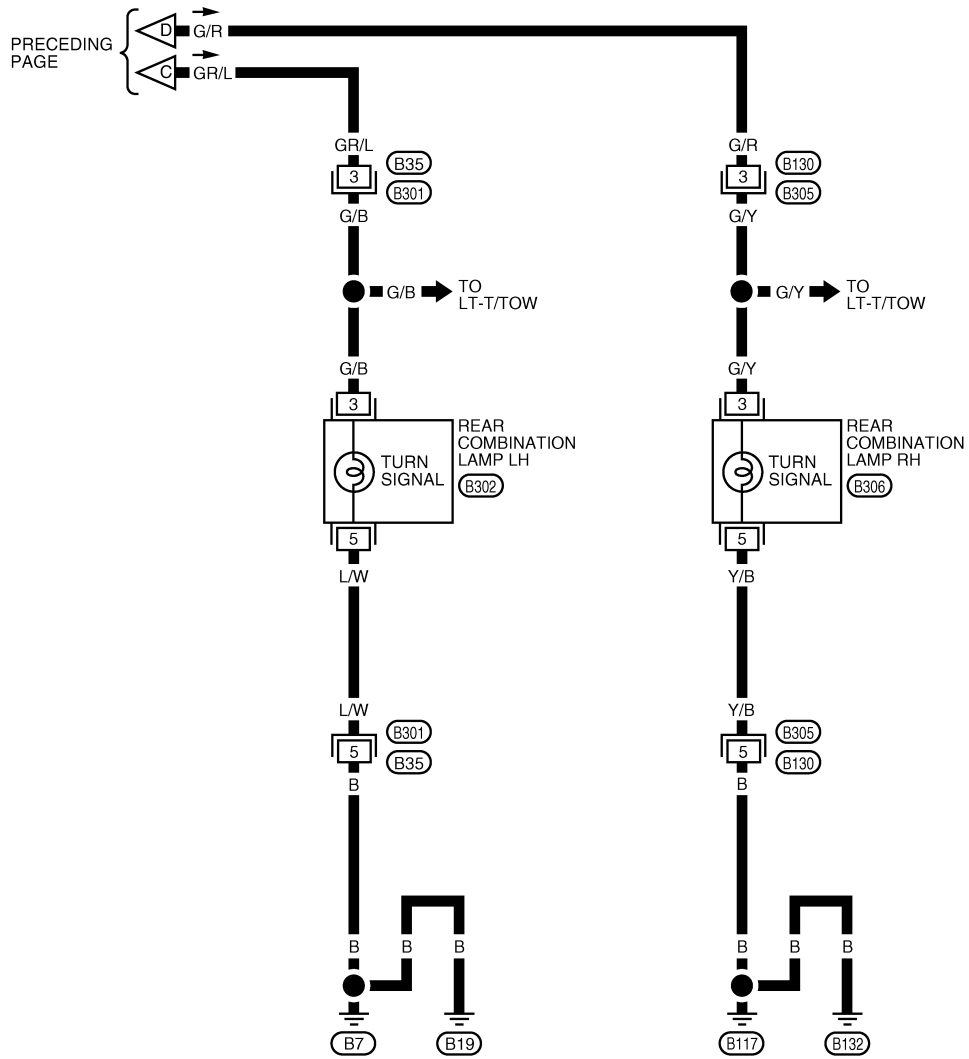 PRECEDING
PAGE
D G/R
C GR/L
GR/L
G/R
3
B35
B301
3
B130
B305
G/B
G/Y
G/B
TO
LT-T/TOW
G/Y
TO
LT-T/TOW
G/B
G/Y
3
3
TURN
SIGNAL
REAR
COMBINATION
LAMP LH
B302
TURN
SIGNAL
REAR
COMBINATION
LAMP RH
B306
5
5
L/W
Y/B
L/W
Y/B
5
B301
B35
5
B305
B130
B
B
B B B
B B B
B7
B19
B117
B132